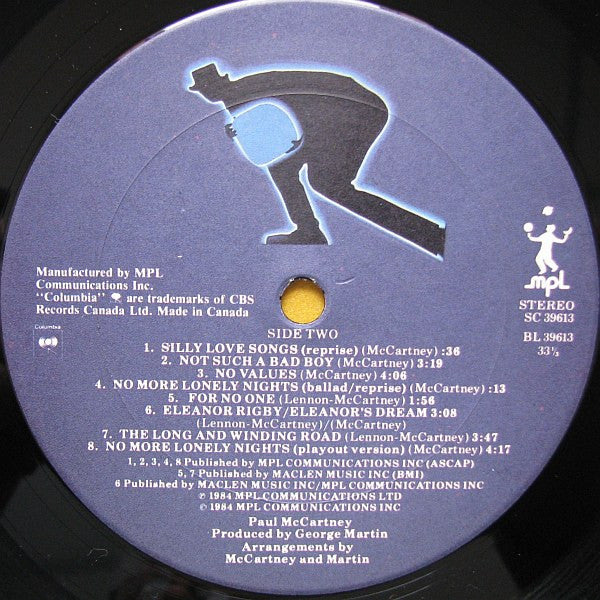 Manufactured by MPL
Communications Inc.
"Columbia" are trademarks of CBS
Records Canada Ltd. Made in Canada
Columbia
mpl
STEREO
SC 39613
BL 39613
33⅓
SIDE TWO
1. SILLY LOVE SONGS (reprise) (McCartney) :36
2. NOT SUCH A BAD BOY (McCartney) 3:19
3. NO VALUES (McCartney) 4:06
4. NO MORE LONELY NIGHTS (ballad/reprise) (McCartney) :13
5. FOR NO ONE (Lennon-McCartney) 1:56
6. ELEANOR RIGBY/ELEANOR'S DREAM 3:08
(Lennon-McCartney)/(McCartney)
7. THE LONG AND WINDING ROAD (Lennon-McCartney) 3:47
8. NO MORE LONELY NIGHTS (playout version) (McCartney) 4:17
1, 2, 3, 4, 8 Published by MPL COMMUNICATIONS INC (ASCAP)
5, 7 Published by MACLEN MUSIC INC (BMI)
6 Published by MACLEN MUSIC INC/MPL COMMUNICATIONS INC
℗ 1984 MPL COMMUNICATIONS LTD
© 1984 MPL COMMUNICATIONS INC
Paul McCartney
Produced by George Martin
Arrangements by
McCartney and Martin